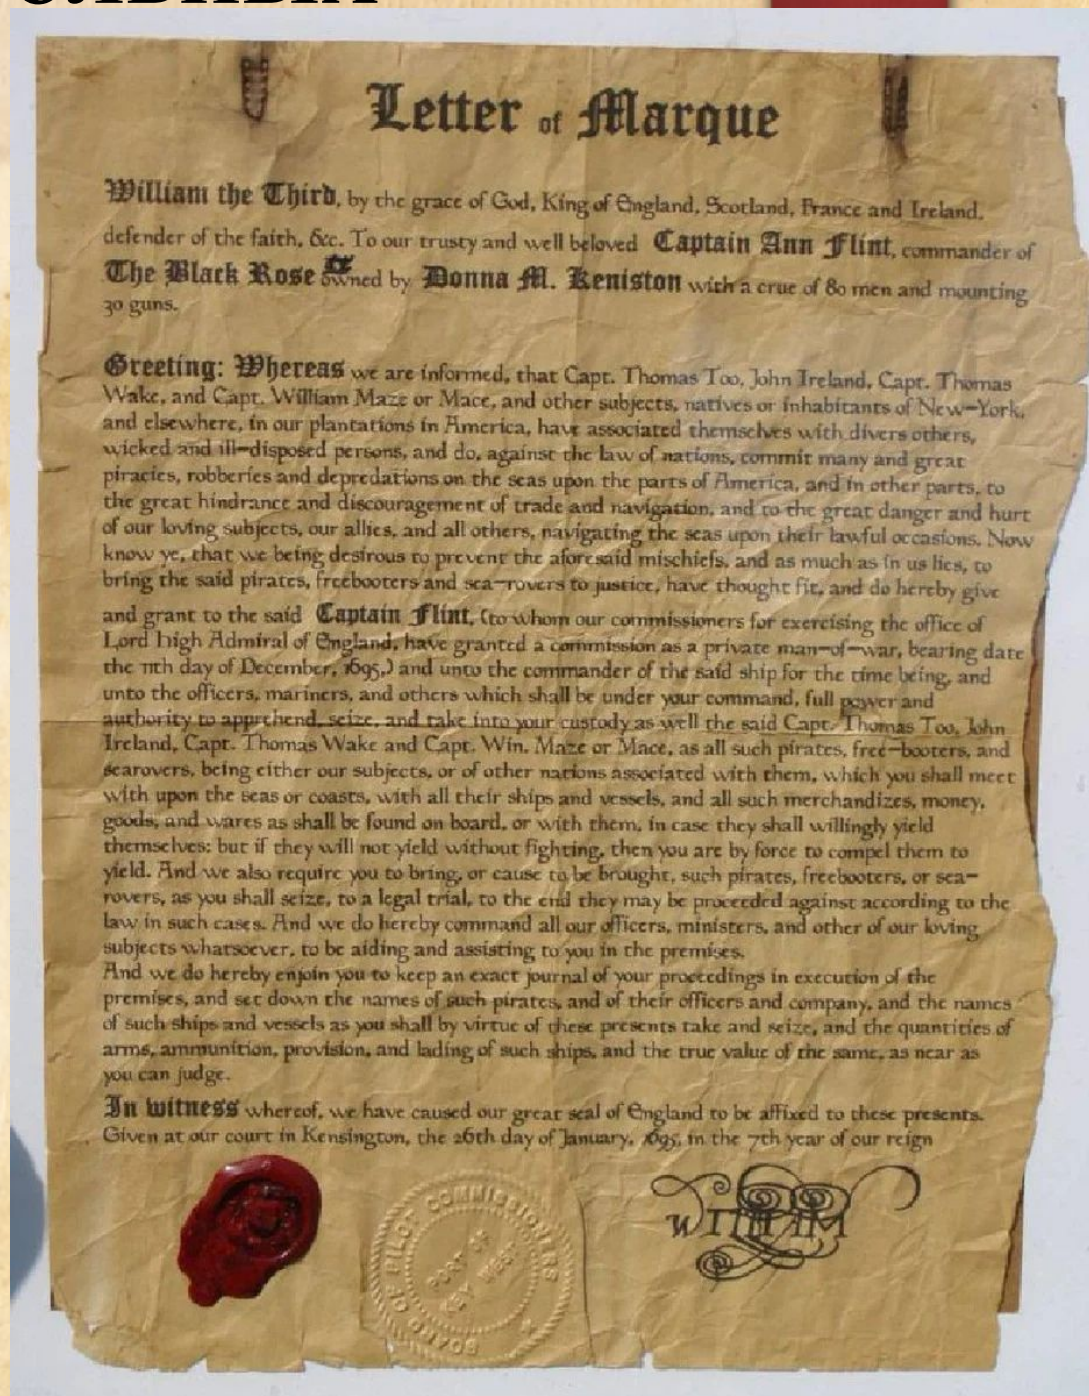 Letter of Marque
William the Third, by the grace of God, King of England, Scotland, France and Ireland,
defender of the faith, &c. To our trusty and well beloved Captain Ann Flint, commander of
The Black Rose owned by Donna M. Keniston with a crue of 80 men and mounting
30 guns.
Greeting: Whereas we are informed, that Capt. Thomas Too, John Ireland, Capt. Thomas
Wake, and Capt. William Maze or Mace, and other subjects, natives or inhabitants of New-York,
and elsewhere, in our plantations in America, have associated themselves with divers others,
wicked and ill-disposed persons, and do, against the law of nations, commit many and great
piracies, robberies and depredations on the seas upon the parts of America, and in other parts, to
the great hindrance and discouragement of trade and navigation, and to the great danger and hurt
of our loving subjects, our allies, and all others, navigating the seas upon their lawful occasions. Now
know ye, that we being desirous to prevent the aforesaid mischiefs, and as much as in us lies, to
bring the said pirates, freebooters and sea-rovers to justice, have thought fit, and do hereby give
and grant to the said Captain Flint, (to whom our commissioners for exercising the office of
Lord high Admiral of England, have granted a commission as a private man-of-war, bearing date
the 11th day of December, 1695,) and unto the commander of the said ship for the time being, and
unto the officers, mariners, and others which shall be under your command, full power and
authority to apprehend, seize, and take into your custody as well the said Capt. Thomas Too, John
Ireland, Capt. Thomas Wake and Capt. Win. Maze or Mace, as all such pirates, free-booters, and
searovers, being either our subjects, or of other nations associated with them, which you shall meet
with upon the seas or coasts, with all their ships and vessels, and all such merchandizes, money,
goods, and wares as shall be found on board, or with them, in case they shall willingly yield
themselves: but if they will not yield without fighting, then you are by force to compel them to
yield. And we also require you to bring, or cause to be brought, such pirates, freebooters, or sea-
rovers, as you shall seize, to a legal trial, to the end they may be proceeded against according to the
law in such cases. And we do hereby command all our officers, ministers, and other of our loving
subjects whatsoever, to be aiding and assisting to you in the premises.
And we do hereby enjoin you to keep an exact journal of your proceedings in execution of the
premises, and set down the names of such pirates, and of their officers and company, and the names
of such ships and vessels as you shall by virtue of these presents take and seize, and the quantities of
arms, ammunition, provision, and lading of such ships, and the true value of the same, as near as
you can judge.
In witness whereof, we have caused our great seal of England to be affixed to these presents.
Given at our court in Kensington, the 26th day of January, 1695, in the 7th year of our reign
BOARD OF PILOT COMMISSIONERS
PORT OF
KEY WEST
WILLIAM